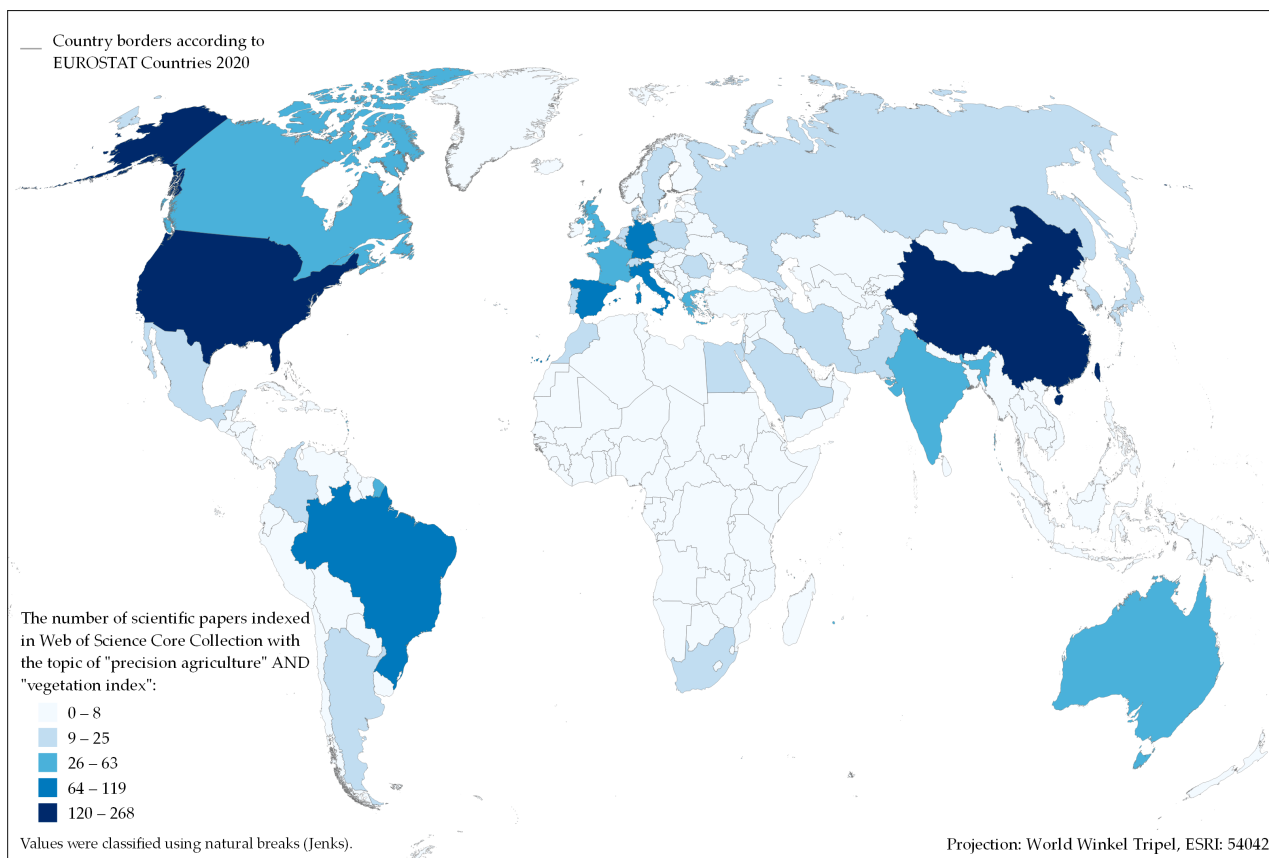 Country borders according to
EUROSTAT Countries 2020
The number of scientific papers indexed
in Web of Science Core Collection with
the topic of "precision agriculture" AND
"vegetation index":
0 – 8
9 – 25
26 – 63
64 – 119
120 – 268
Values were classified using natural breaks (Jenks).
Projection: World Winkel Tripel, ESRI: 54042